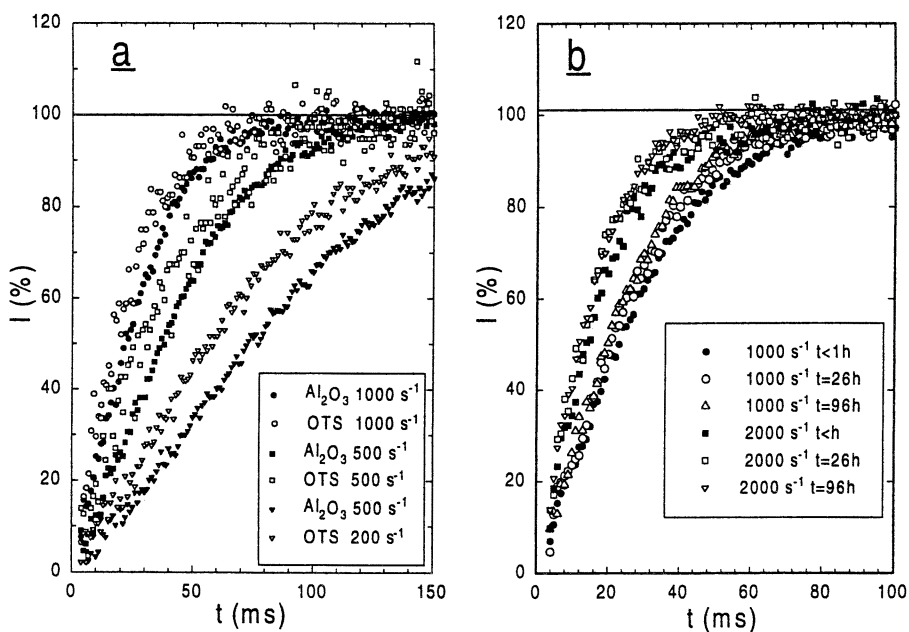 a
120
100
80
60
40
20
0
I (%)
0
50
100
150
t (ms)
Al₂O₃ 1000 s⁻¹
OTS 1000 s⁻¹
Al₂O₃ 500 s⁻¹
OTS 500 s⁻¹
Al₂O₃ 500 s⁻¹
OTS 200 s⁻¹
b
120
100
80
60
40
20
0
I (%)
0
20
40
60
80
100
t (ms)
1000 s⁻¹ t<1h
1000 s⁻¹ t=26h
1000 s⁻¹ t=96h
2000 s⁻¹ t<h
2000 s⁻¹ t=26h
2000 s⁻¹ t=96h